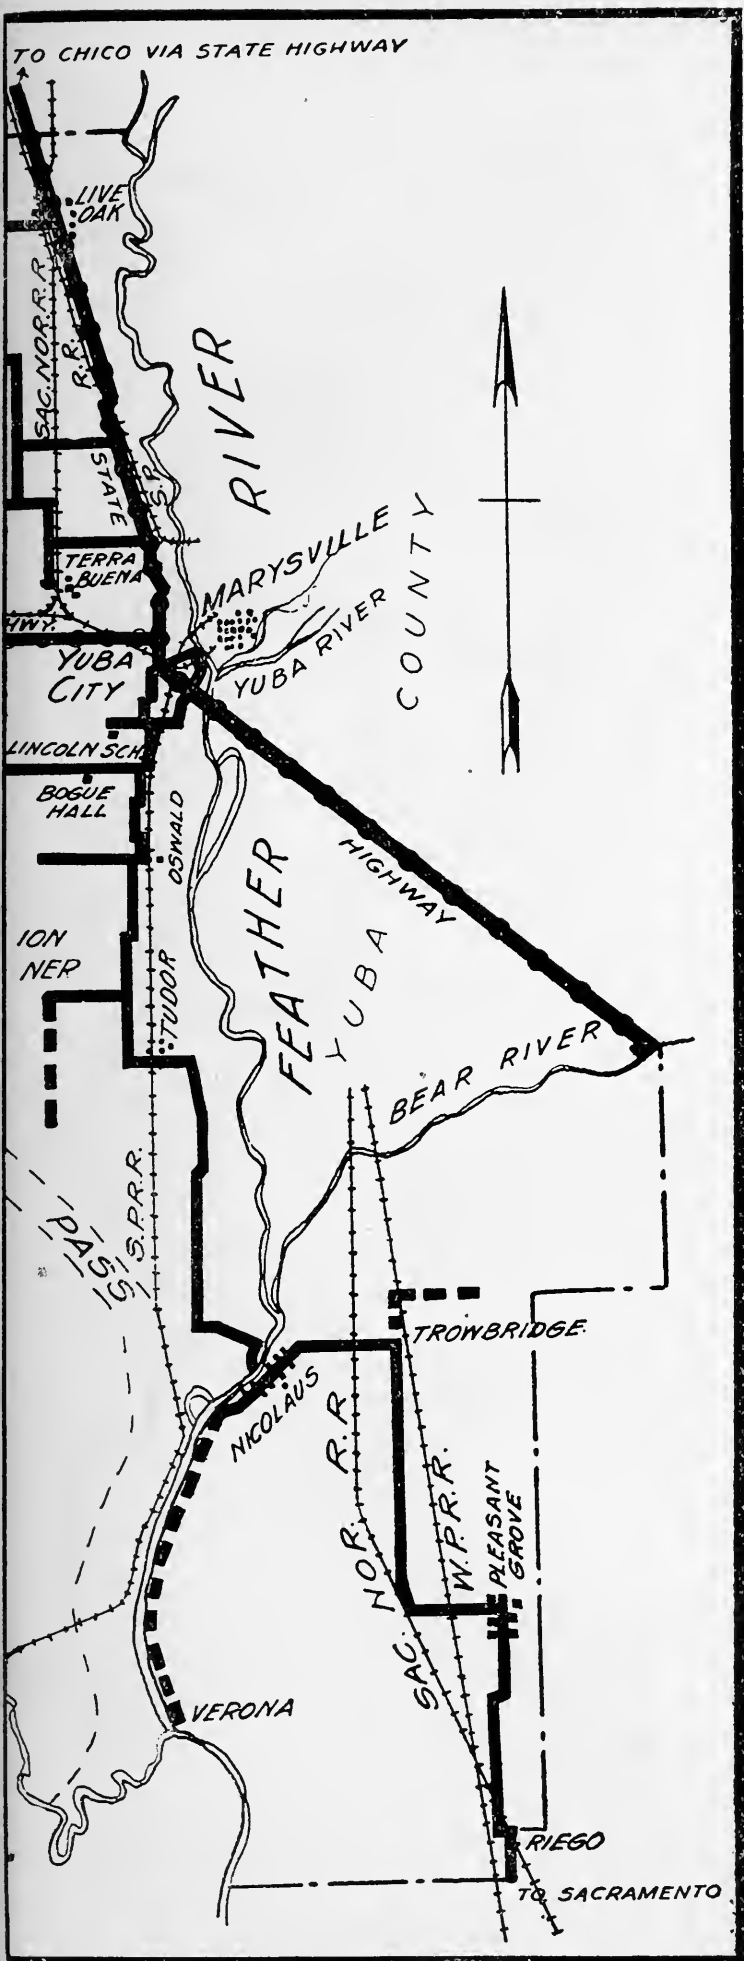 TO CHICO VIA STATE HIGHWAY
LIVE
OAK
SAC. NOR. R. R.
R. R.
RIVER
STATE
S. P.
MARYSVILLE
COUNTY
TERRA
BUENA
HWY.
YUBA RIVER
YUBA
CITY
LINCOLN SCH.
BOGUE
HALL
OSWALD
HIGHWAY
FEATHER
YUBA
ION
NER
TUDOR
BEAR RIVER
S. P. R. R.
PASS
TROWBRIDGE.
NICOLAUS
R. R
NOR.
SAC.
W. P. R. R.
PLEASANT
GROVE
VERONA
RIEGO
TO SACRAMENTO